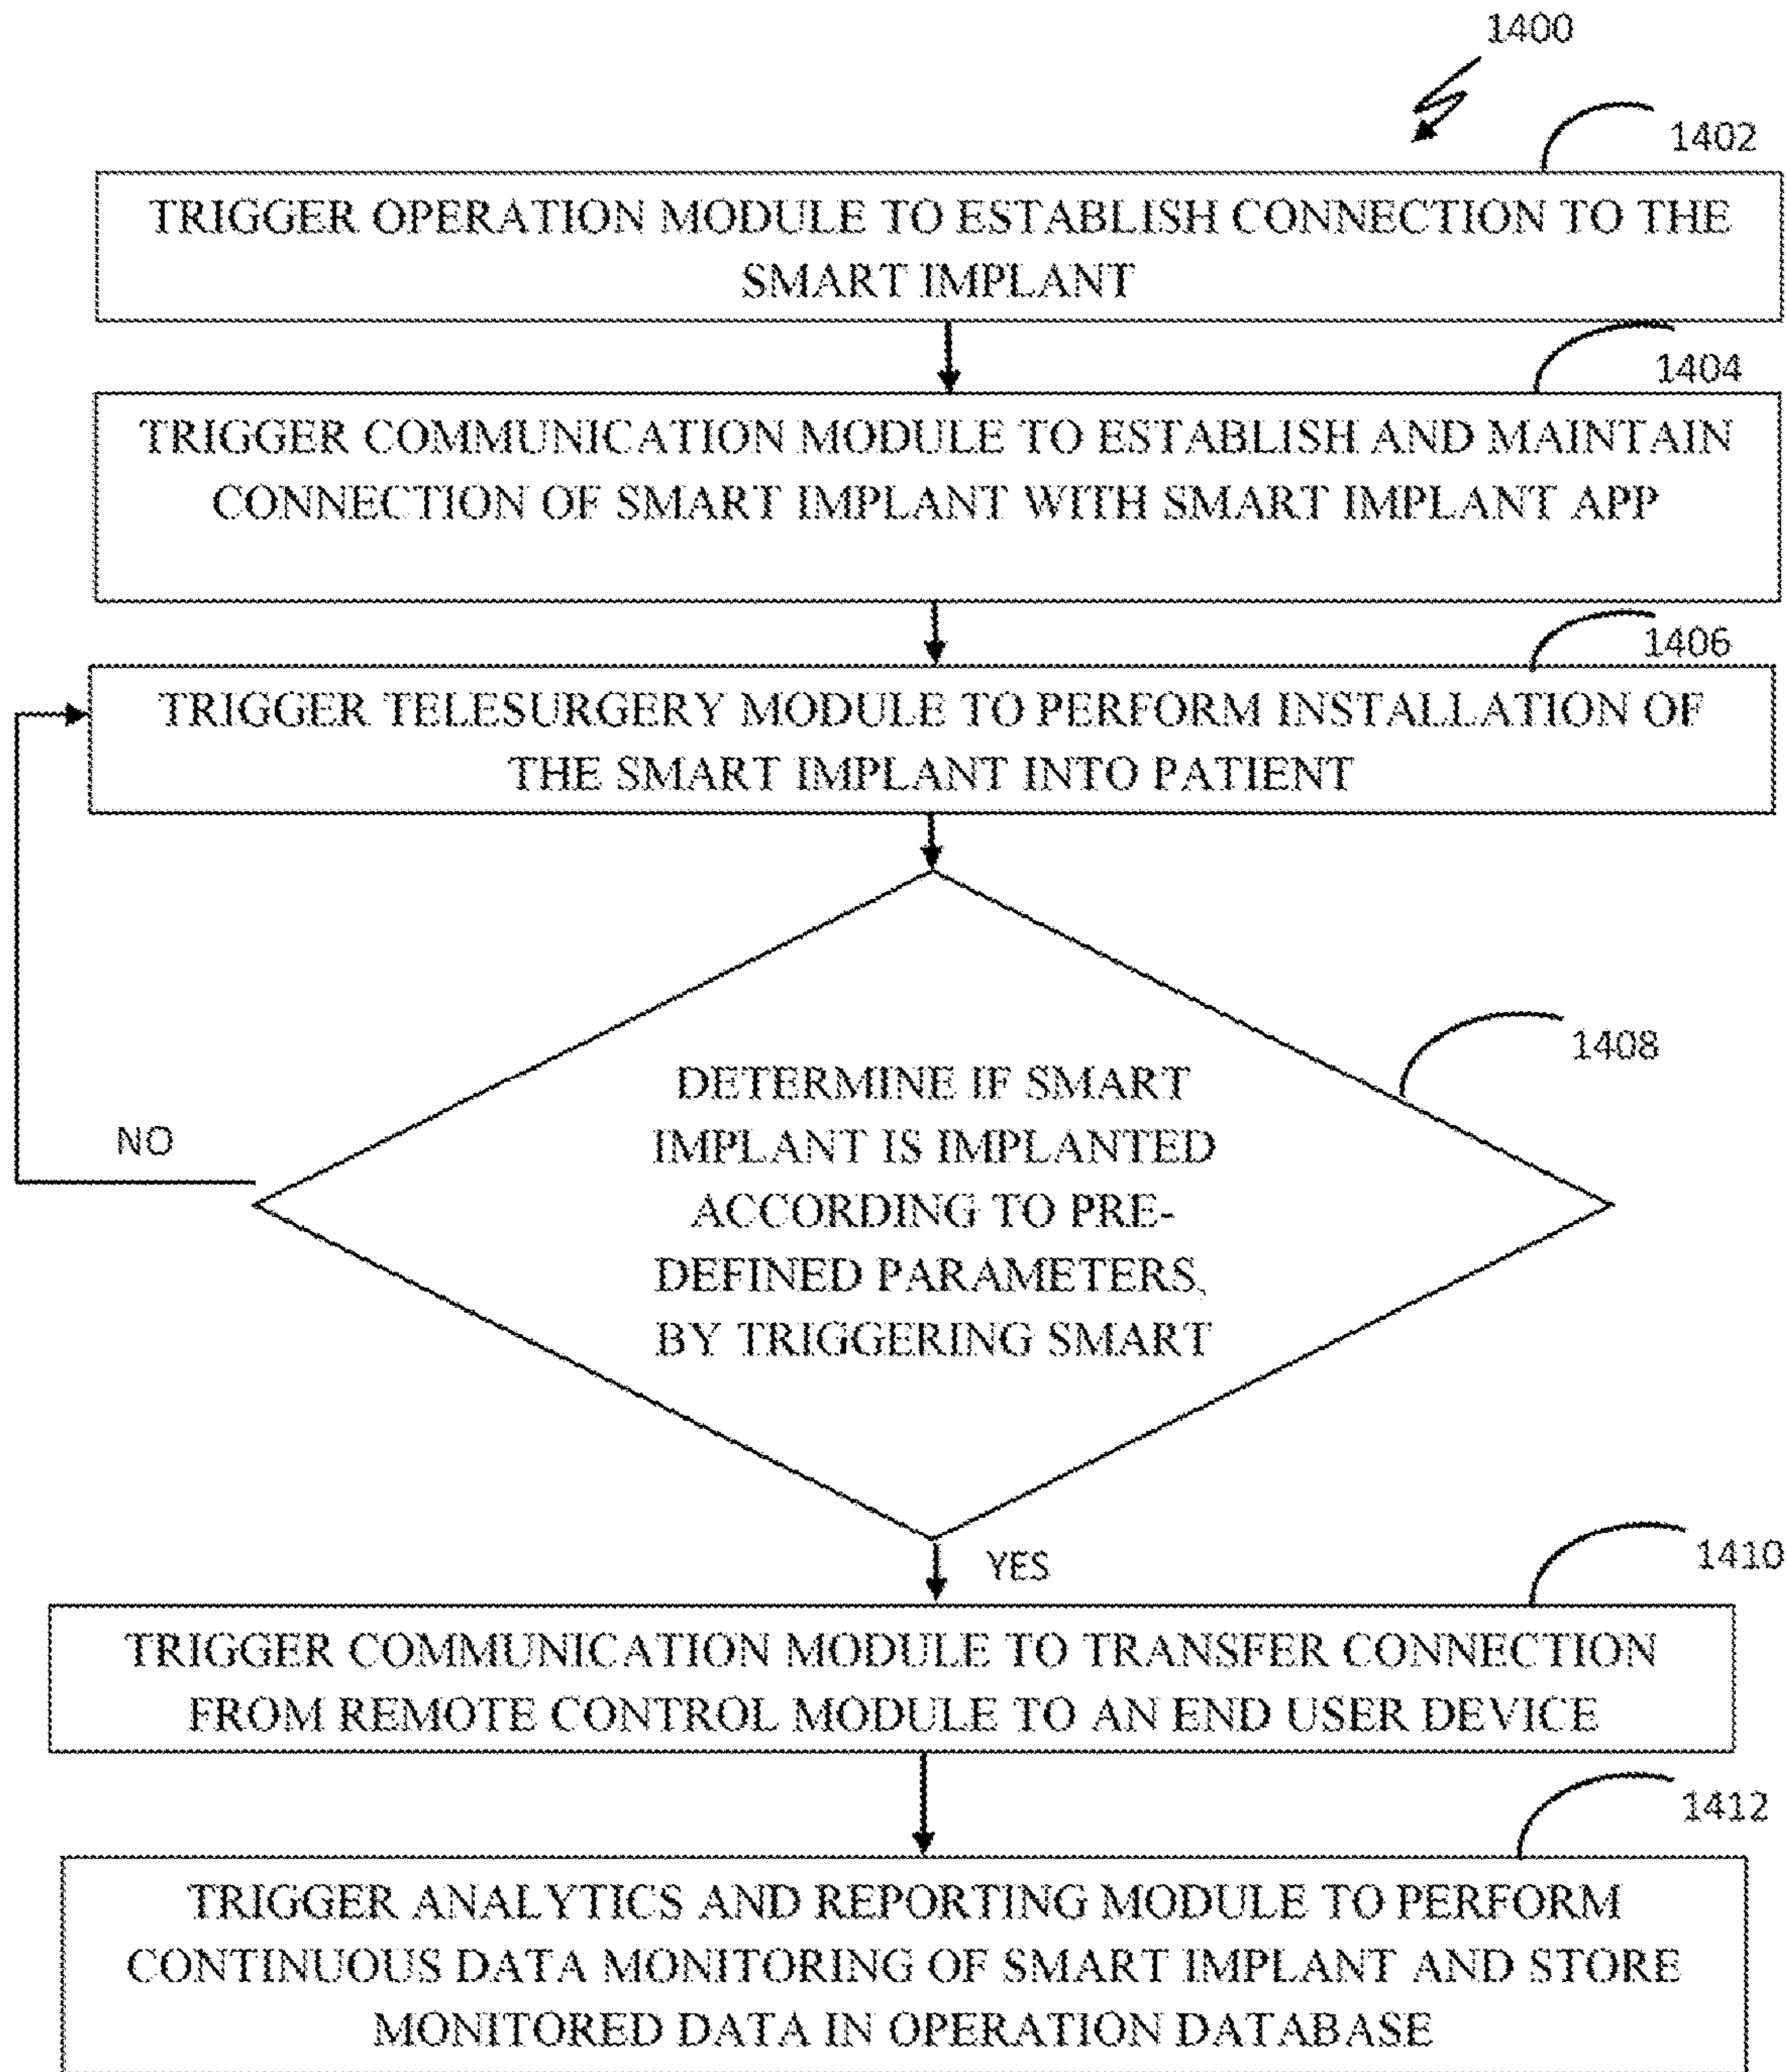 1400
1402
TRIGGER OPERATION MODULE TO ESTABLISH CONNECTION TO THE
SMART IMPLANT
1404
TRIGGER COMMUNICATION MODULE TO ESTABLISH AND MAINTAIN
CONNECTION OF SMART IMPLANT WITH SMART IMPLANT APP
1406
TRIGGER TELESURGERY MODULE TO PERFORM INSTALLATION OF
THE SMART IMPLANT INTO PATIENT
1408
DETERMINE IF SMART
IMPLANT IS IMPLANTED
ACCORDING TO PRE-
DEFINED PARAMETERS,
BY TRIGGERING SMART
NO
YES
1410
TRIGGER COMMUNICATION MODULE TO TRANSFER CONNECTION
FROM REMOTE CONTROL MODULE TO AN END USER DEVICE
1412
TRIGGER ANALYTICS AND REPORTING MODULE TO PERFORM
CONTINUOUS DATA MONITORING OF SMART IMPLANT AND STORE
MONITORED DATA IN OPERATION DATABASE